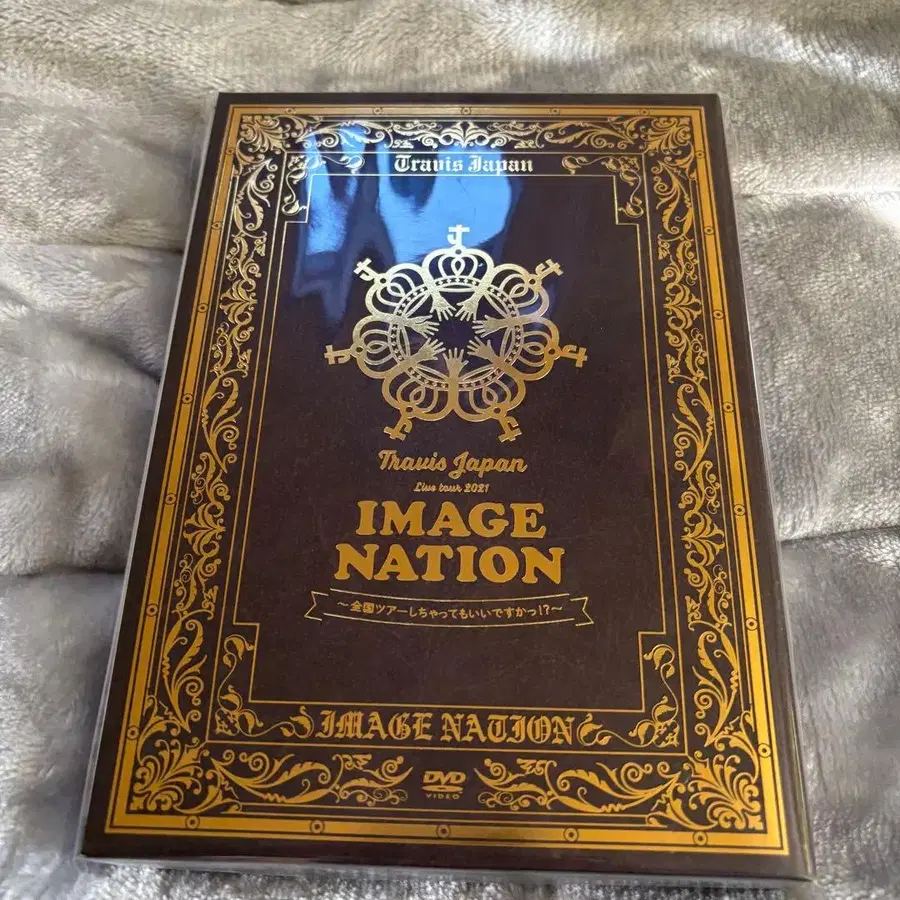 Travis Japan
Travis Japan
Live tour 2021
IMAGE
NATION
～全国ツアーしちゃってもいいですかっ!?～
IMAGE NATION
DVD
VIDEO